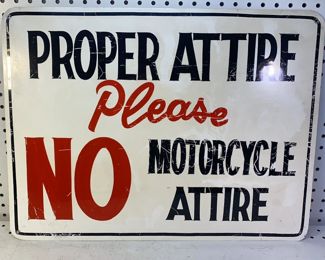 PROPER ATTIRE
Please
NO MOTORCYCLE
ATTIRE